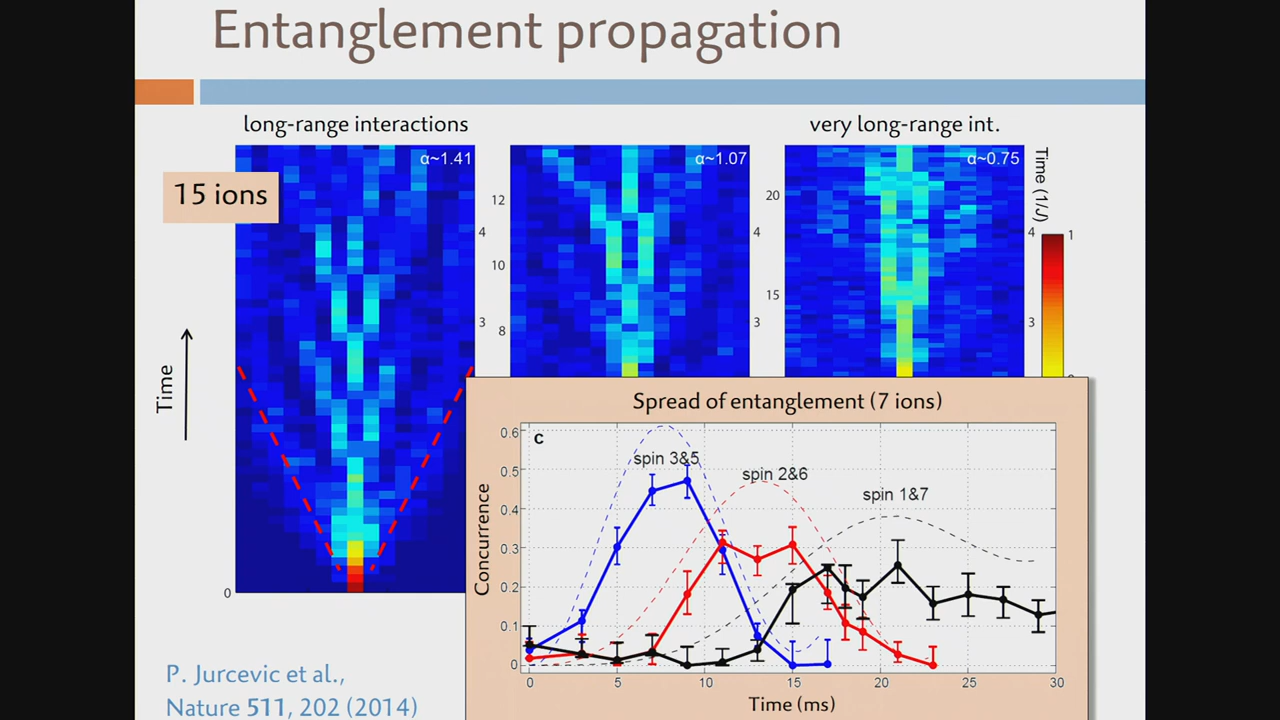 Entanglement propagation
long-range interactions
very long-range int.
α~1.41
α~1.07
α~0.75
15 ions
Time
0
4
3
12
10
8
4
3
20
15
4
3
Time (1/J)
1
Spread of entanglement (7 ions)
c
spin 3&5
spin 2&6
spin 1&7
Concurrence
0.6
0.5
0.4
0.3
0.2
0.1
0
0 5 10 15 20 25 30
Time (ms)
P. Jurcevic et al.,
Nature 511, 202 (2014)